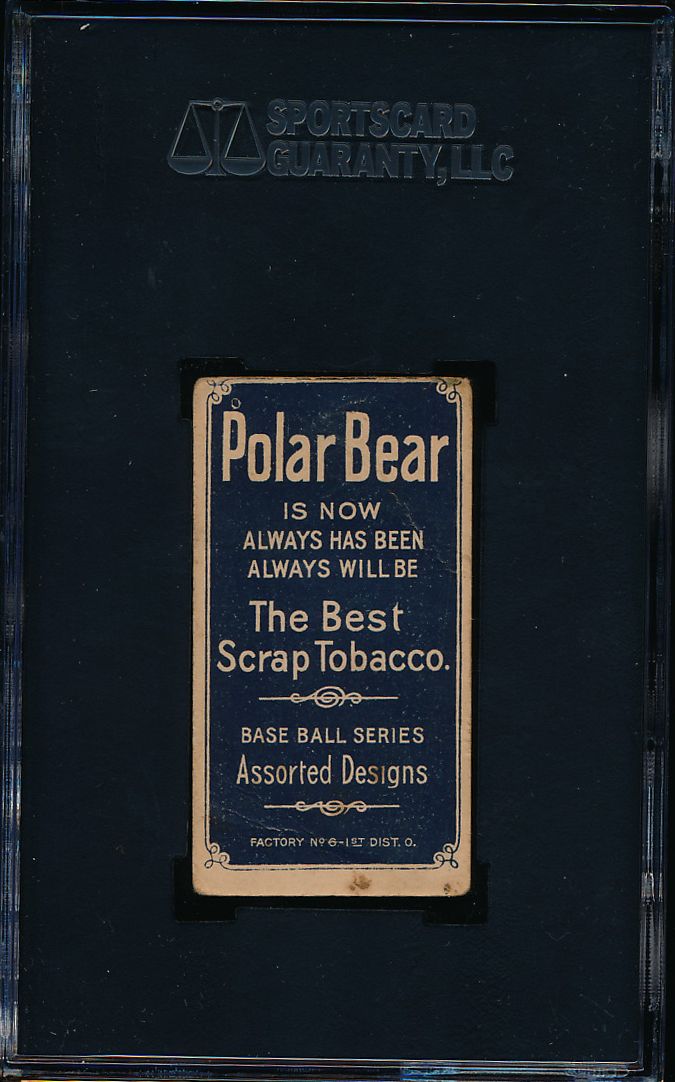 SPORTSCARD
GUARANTY, LLC
Polar Bear
IS NOW
ALWAYS HAS BEEN
ALWAYS WILL BE
The Best
Scrap Tobacco.
BASE BALL SERIES
Assorted Designs
FACTORY Nº 6-1ST DIST. O.